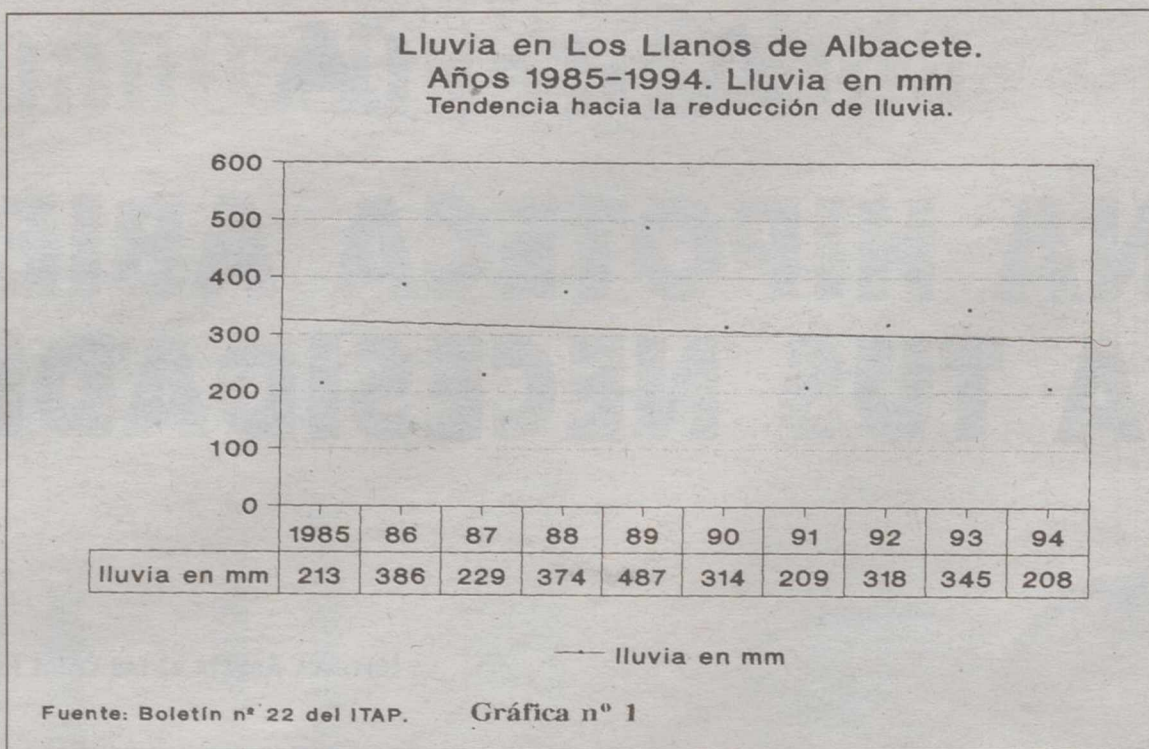 Lluvia en Los Llanos de Albacete.
Años 1985-1994. Lluvia en mm
Tendencia hacia la reducción de lluvia.
600
500
400
300
200
100
0
1985 86 87 88 89 90 91 92 93 94
lluvia en mm 213 386 229 374 487 314 209 318 345 208
lluvia en mm
Fuente: Boletín nº 22 del ITAP. Gráfica nº 1